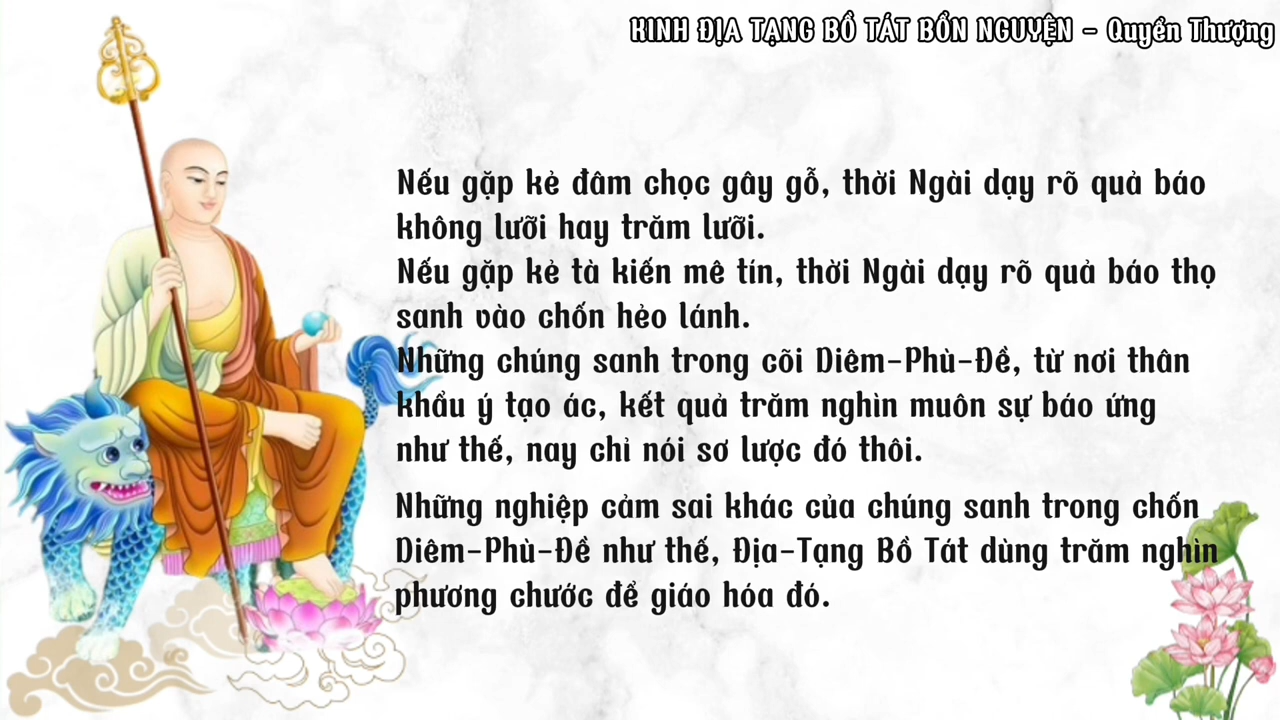 KINH ĐỊA TẠNG BỒ TÁT BỔN NGUYỆN - Quyển Thượng
Nếu gặp kẻ đâm chọc gây gỗ, thời Ngài dạy rõ quả báo
không lưỡi hay trăm lưỡi.
Nếu gặp kẻ tà kiến mê tín, thời Ngài dạy rõ quả báo thọ
sanh vào chốn hẻo lánh.
Những chúng sanh trong cõi Diêm-Phù-Đề, từ nơi thân
khẩu ý tạo ác, kết quả trăm nghìn muôn sự báo ứng
như thế, nay chỉ nói sơ lược đó thôi.
Những nghiệp cảm sai khác của chúng sanh trong chốn
Diêm-Phù-Đề như thế, Địa-Tạng Bồ Tát dùng trăm nghìn
phương chước để giáo hóa đó.